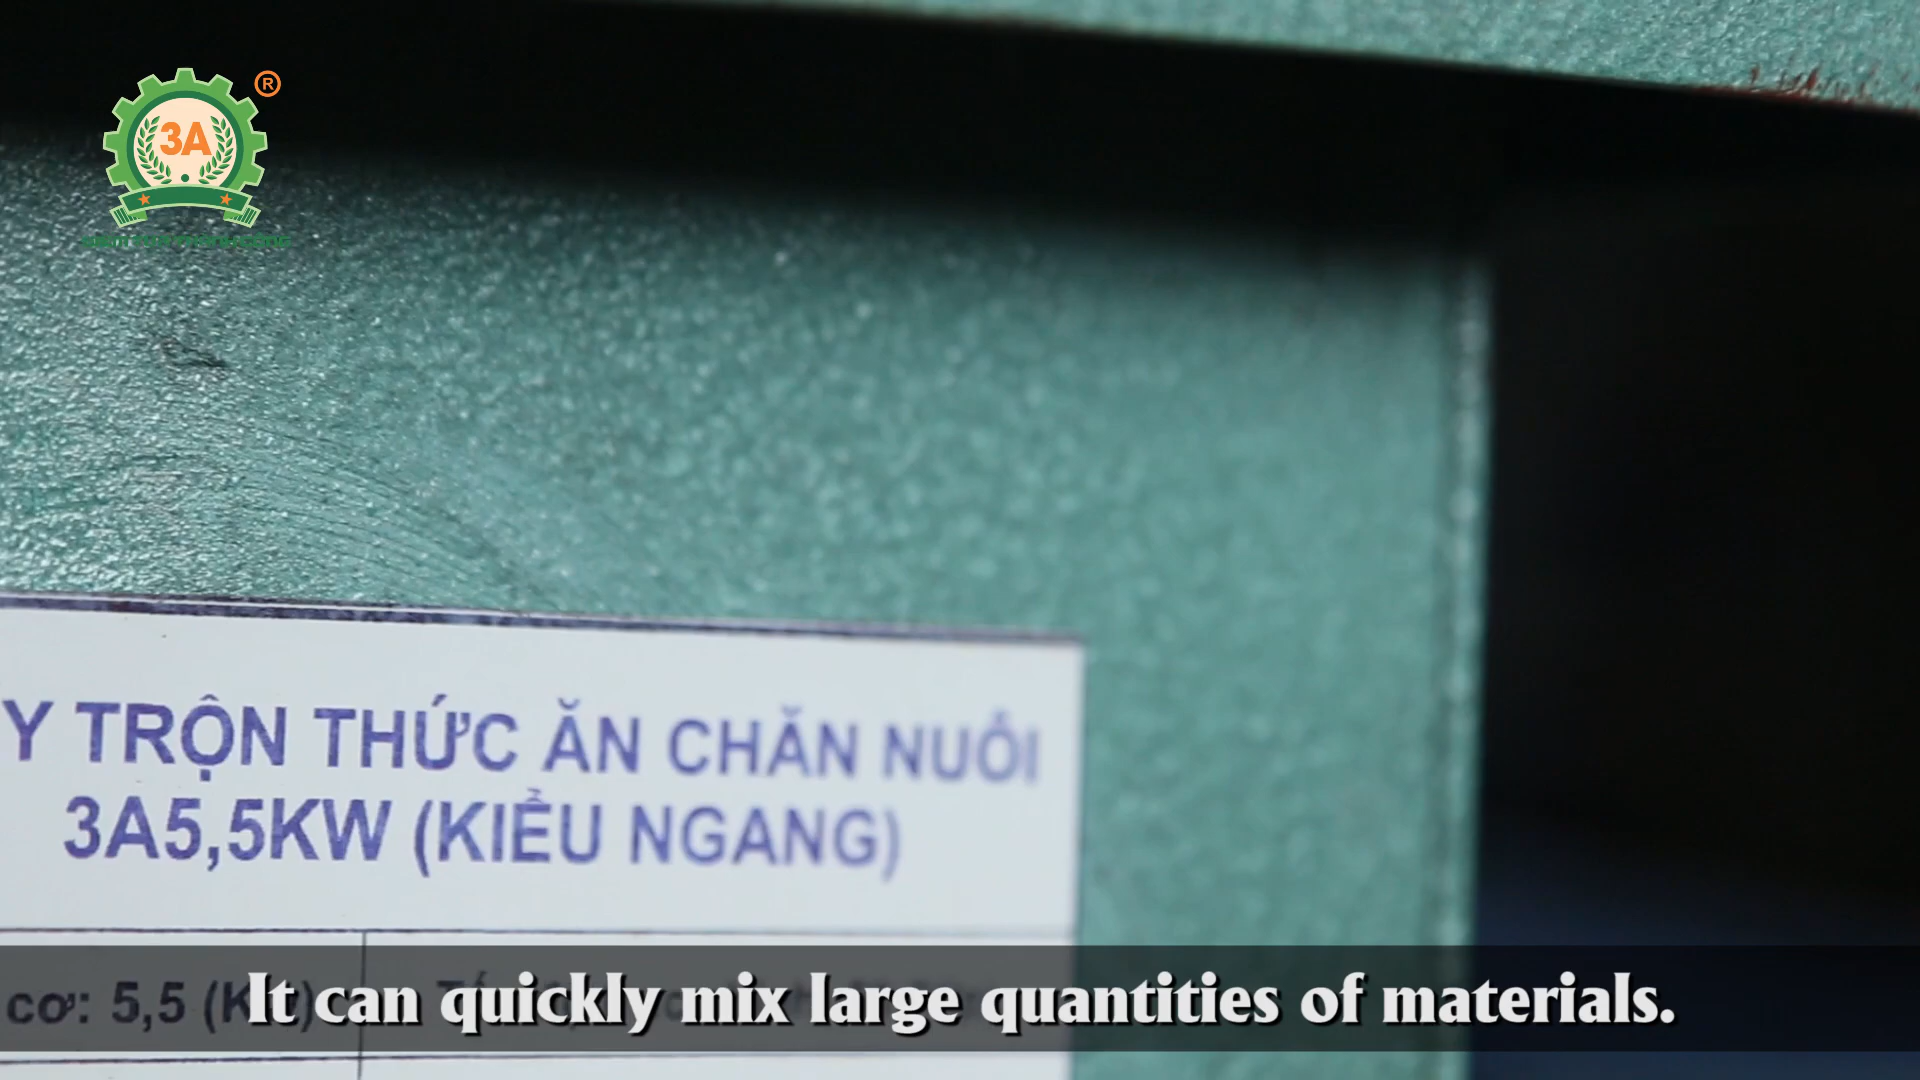 ®
3A
Y TRỘN THỨC ĂN CHĂN NUÔI
3A5,5KW (KIỂU NGANG)
cơ: 5,5 (K
It can quickly mix large quantities of materials.